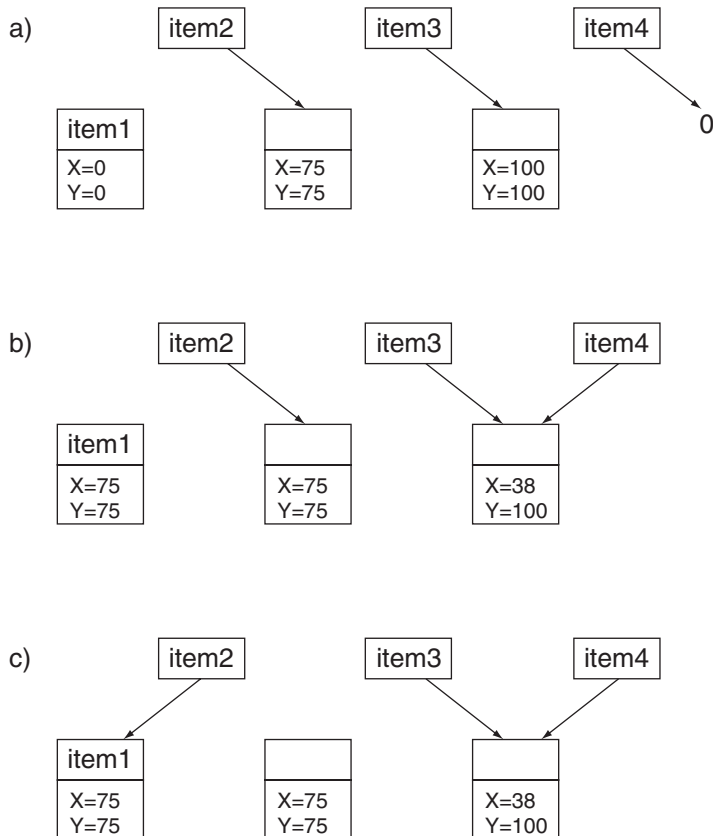 a)
item2 item3 item4
item1
0
X=0 X=75 X=100
Y=0 Y=75 Y=100
b)
item2 item3 item4
item1
X=75 X=75 X=38
Y=75 Y=75 Y=100
c)
item2 item3 item4
item1
X=75 X=75 X=38
Y=75 Y=75 Y=100